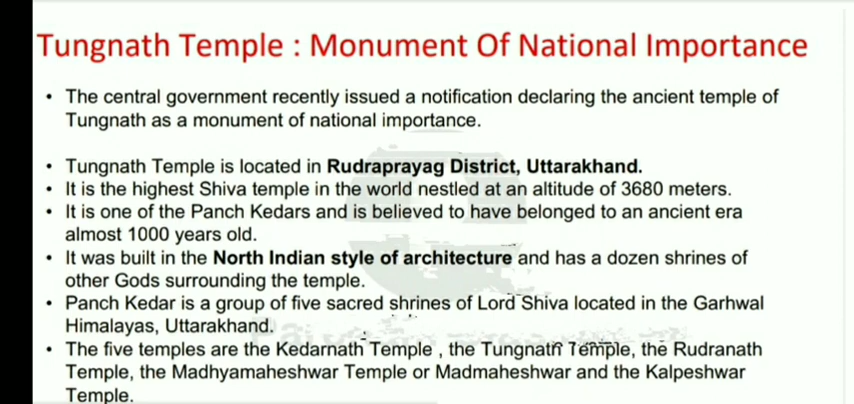 Tungnath Temple : Monument Of National Importance
• The central government recently issued a notification declaring the ancient temple of
Tungnath as a monument of national importance.
• Tungnath Temple is located in Rudraprayag District, Uttarakhand.
• It is the highest Shiva temple in the world nestled at an altitude of 3680 meters.
• It is one of the Panch Kedars and is believed to have belonged to an ancient era
almost 1000 years old.
• It was built in the North Indian style of architecture and has a dozen shrines of
other Gods surrounding the temple.
• Panch Kedar is a group of five sacred shrines of Lord Shiva located in the Garhwal
Himalayas, Uttarakhand.
• The five temples are the Kedarnath Temple , the Tungnath Temple, the Rudranath
Temple, the Madhyamaheshwar Temple or Madmaheshwar and the Kalpeshwar
Temple.